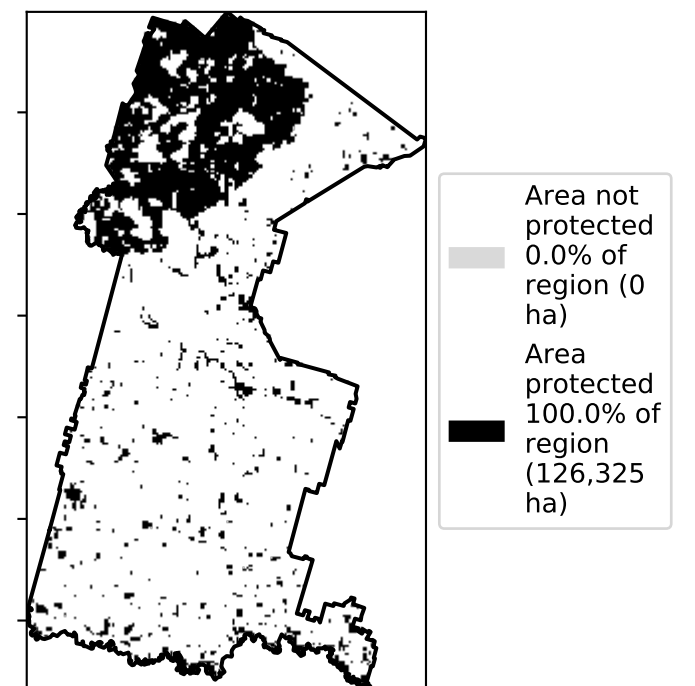 Area not
protected
0.0% of
region (0
ha)
Area
protected
100.0% of
region
(126,325
ha)